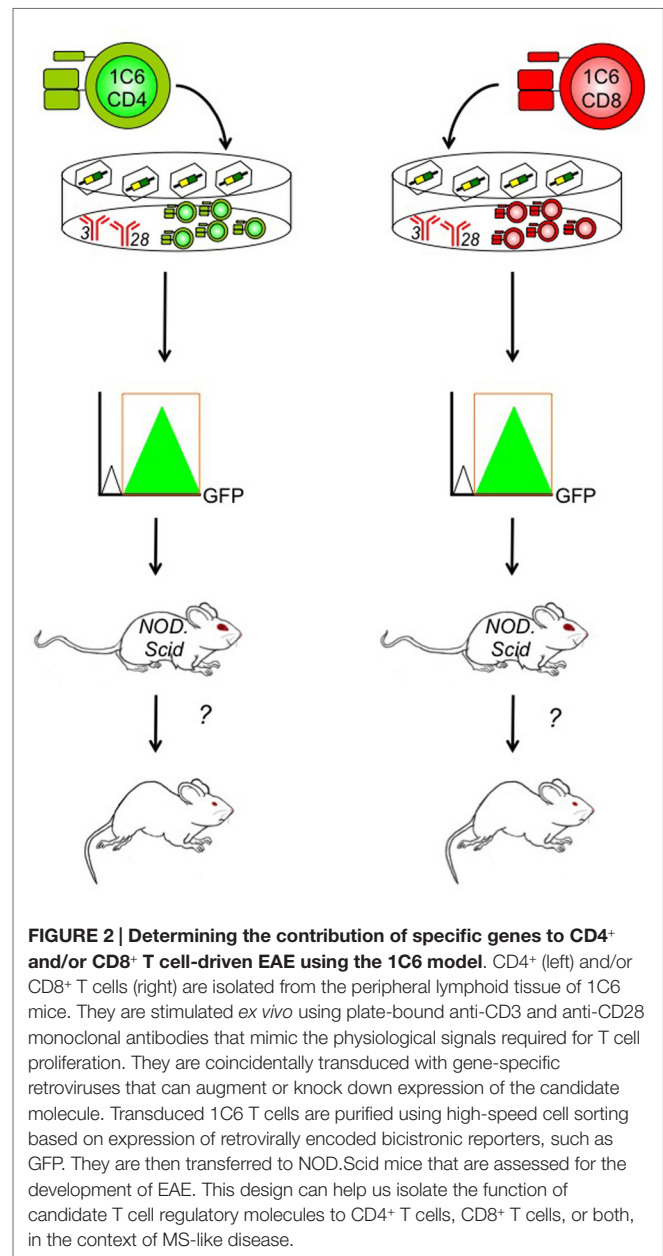 1C6 CD4
1C6 CD8
3 28
3 28
GFP
GFP
NOD. Scid
NOD. Scid
?
?
FIGURE 2 | Determining the contribution of specific genes to CD4⁺
and/or CD8⁺ T cell-driven EAE using the 1C6 model. CD4⁺ (left) and/or
CD8⁺ T cells (right) are isolated from the peripheral lymphoid tissue of 1C6
mice. They are stimulated ex vivo using plate-bound anti-CD3 and anti-CD28
monoclonal antibodies that mimic the physiological signals required for T cell
proliferation. They are coincidentally transduced with gene-specific
retroviruses that can augment or knock down expression of the candidate
molecule. Transduced 1C6 T cells are purified using high-speed cell sorting
based on expression of retrovirally encoded bicistronic reporters, such as
GFP. They are then transferred to NOD.Scid mice that are assessed for the
development of EAE. This design can help us isolate the function of
candidate T cell regulatory molecules to CD4⁺ T cells, CD8⁺ T cells, or both,
in the context of MS-like disease.